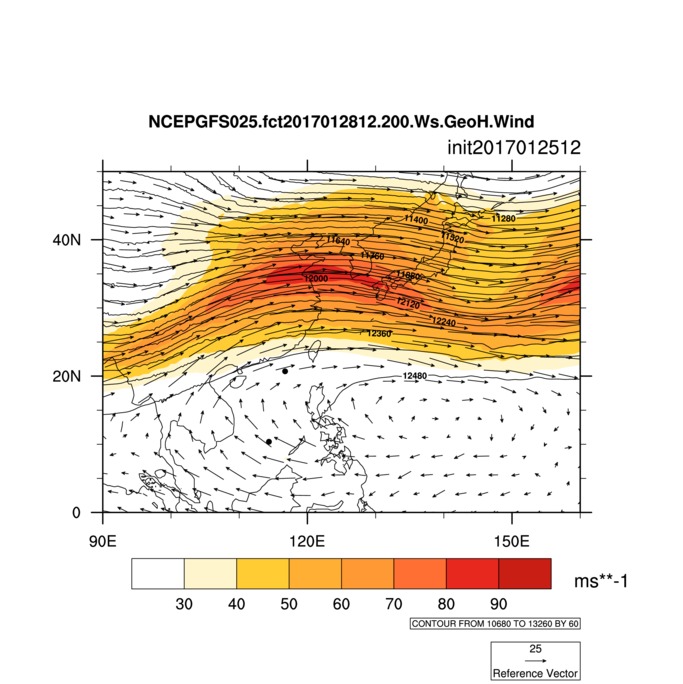 NCEPGFS025.fct2017012812.200.Ws.GeoH.Wind
init2017012512
11280
11400
11520
40N
11640
11760
11880
12000
12120
12240
12360
20N
12480
0
90E 120E 150E
ms**-1
30 40 50 60 70 80 90
CONTOUR FROM 10680 TO 13260 BY 60
25
Reference Vector